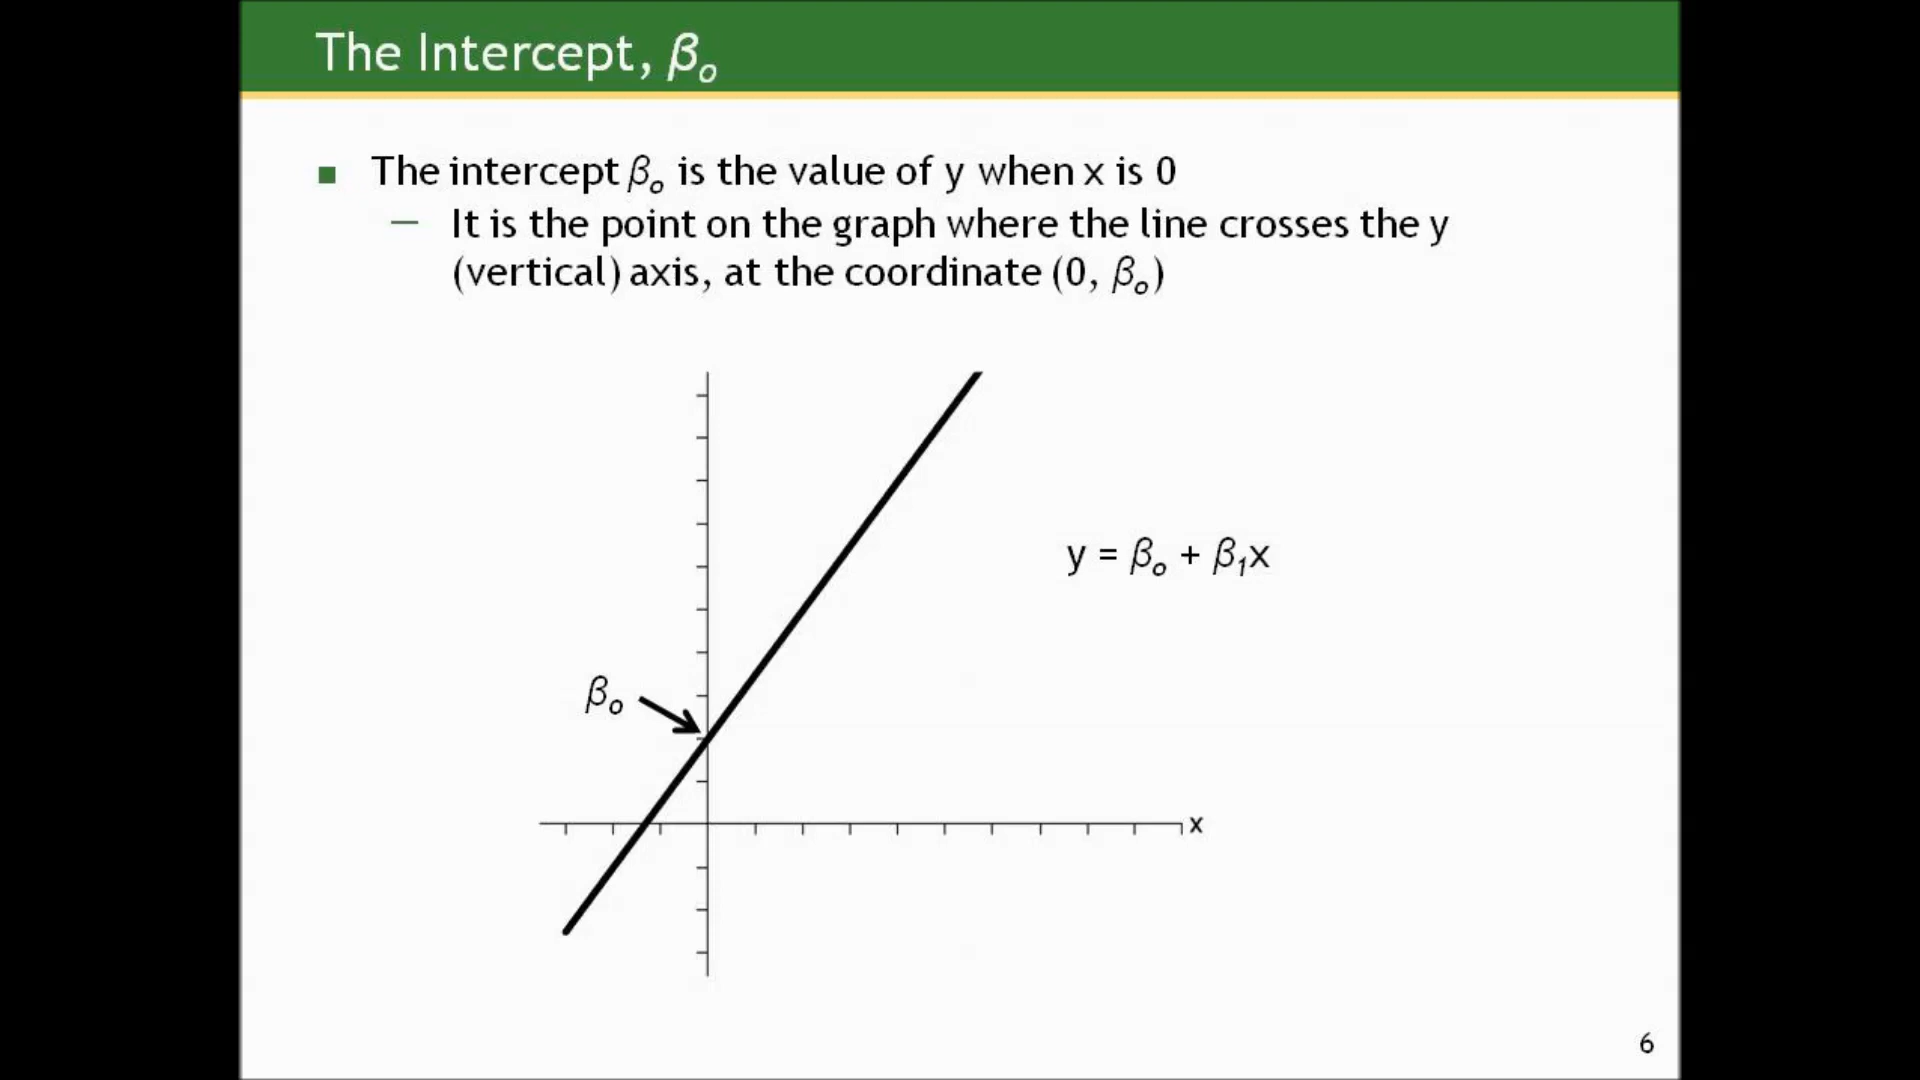 The Intercept, βₒ
The intercept βₒ is the value of y when x is 0
It is the point on the graph where the line crosses the y
(vertical) axis, at the coordinate (0, βₒ)
y = βₒ + β₁x
βₒ
x
6